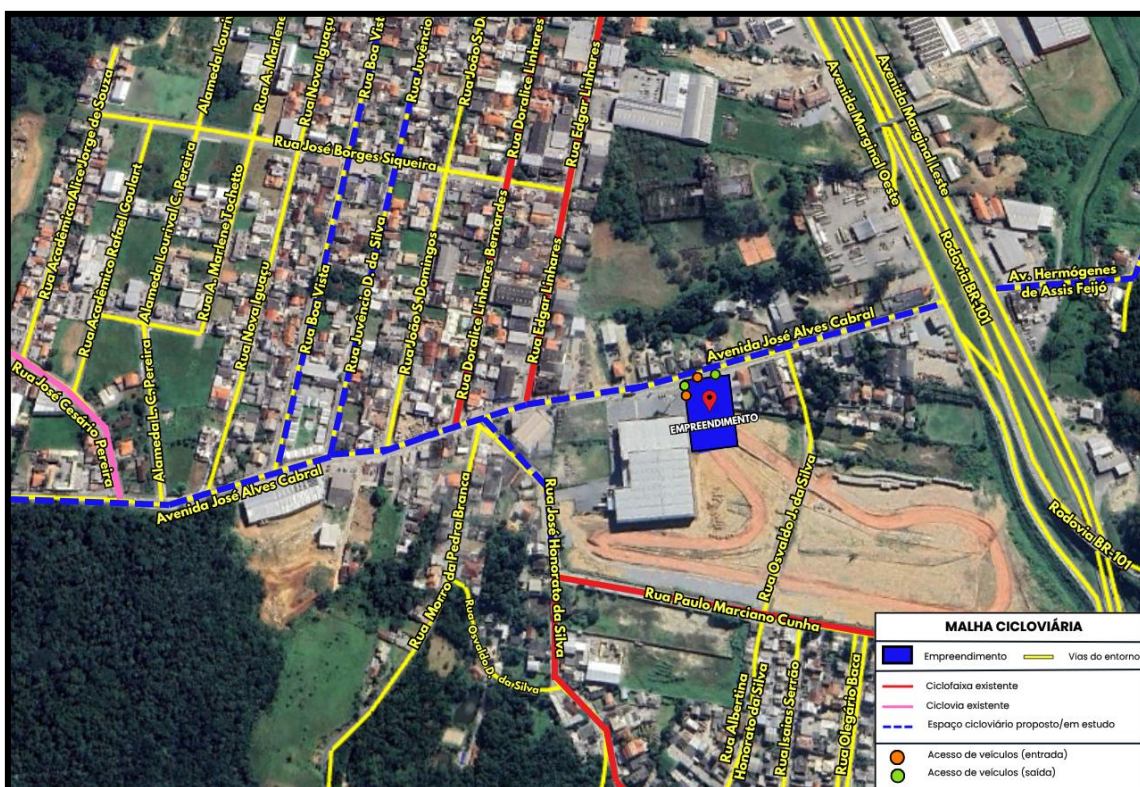 Rua Acadêmica Alice Jorge de Souza
Rua Acadêmico Rafael Goulart
Alameda Louri
Alameda Lourival C. Pereira
Rua A. Marlene
Rua A. Marlene Tochetto
Rua Nova Iguaçu
Rua Nova Iguaçu
Rua Boa Vist
Rua Boa Vista
Rua Juvêncio
Rua Juvêncio D. da Silva
Rua João S. D
Rua João S. Domingos
Rua Doralice Linhares
Rua Doralice Linhares Bernardes
Rua Edgar Linhares
Rua Edgar Linhares
Rua José Borges Siqueira
Avenida Marginal Oeste
Avenida Marginal Leste
Rodovia BR-101
Av. Hermógenes
de Assis Feijó
Avenida José Alves Cabral
EMPREENDIMENTO
Rua José Cesário Pereira
Alameda L. C. Pereira
Avenida José Alves Cabral
Rua Morro da Pedra Branca
Rua Osvaldo D. da Silva
Rua José Honorato da Silva
Rua Paulo Marciano Cunha
Rua Osvaldo J. da Silva
Rodovia BR-101
Rua Albertina
Honorato da Silva
Rua Isaias Serrão
Rua Olegário Baca
MALHA CICLOVIÁRIA
Empreendimento
Vias do entorno
Ciclofaixa existente
Ciclovia existente
Espaço cicloviário proposto/em estudo
Acesso de veículos (entrada)
Acesso de veículos (saída)